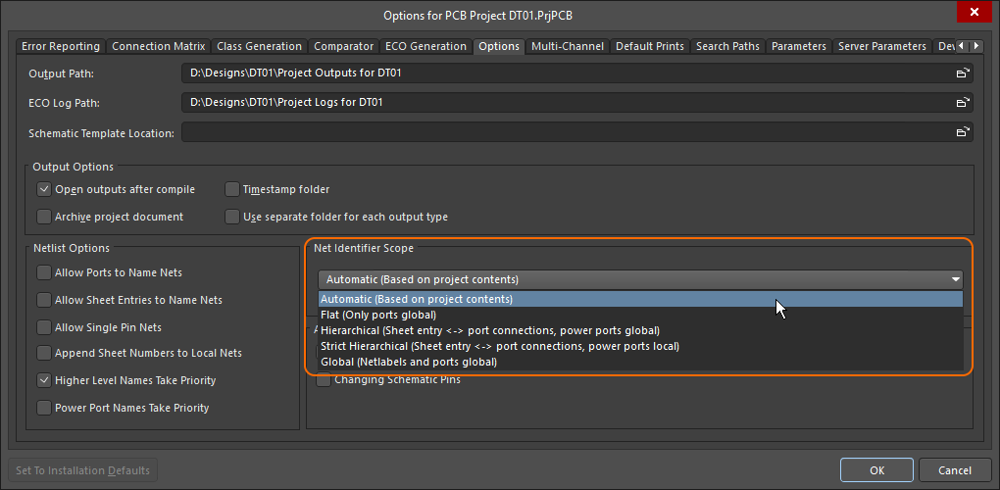 Options for PCB Project DT01.PrjPCB
Error Reporting Connection Matrix Class Generation Comparator ECO Generation Options Multi-Channel Default Prints Search Paths Parameters Server Parameters
Output Path: D:\Designs\DT01\Project Outputs for DT01
ECO Log Path: D:\Designs\DT01\Project Logs for DT01
Schematic Template Location:
Output Options
Open outputs after compile Timestamp folder
Archive project document Use separate folder for each output type
Netlist Options
Allow Ports to Name Nets
Allow Sheet Entries to Name Nets
Allow Single Pin Nets
Append Sheet Numbers to Local Nets
Higher Level Names Take Priority
Power Port Names Take Priority
Net Identifier Scope
Automatic (Based on project contents)
Automatic (Based on project contents)
Flat (Only ports global)
Hierarchical (Sheet entry <-> port connections, power ports global)
Strict Hierarchical (Sheet entry <-> port connections, power ports local)
Global (Netlabels and ports global)
Changing Schematic Pins
Set To Installation Defaults OK Cancel